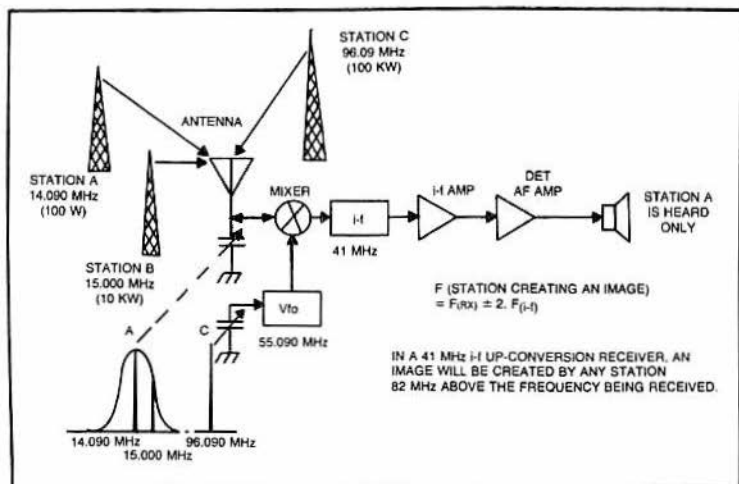 STATION C
96.09 MHz
(100 KW)
ANTENNA
STATION A
14.090 MHz
(100 W)
STATION B
15.000 MHz
(10 KW)
MIXER
i-f
41 MHz
i-f AMP
DET
AF AMP
STATION A
IS HEARD
ONLY
Vfo
55.090 MHz
F (STATION CREATING AN IMAGE)
= F(RX) ± 2. F(i-f)
IN A 41 MHz i-f UP-CONVERSION RECEIVER, AN
IMAGE WILL BE CREATED BY ANY STATION
82 MHz ABOVE THE FREQUENCY BEING RECEIVED.
A
C
14.090 MHz
15.000 MHz
96.090 MHz